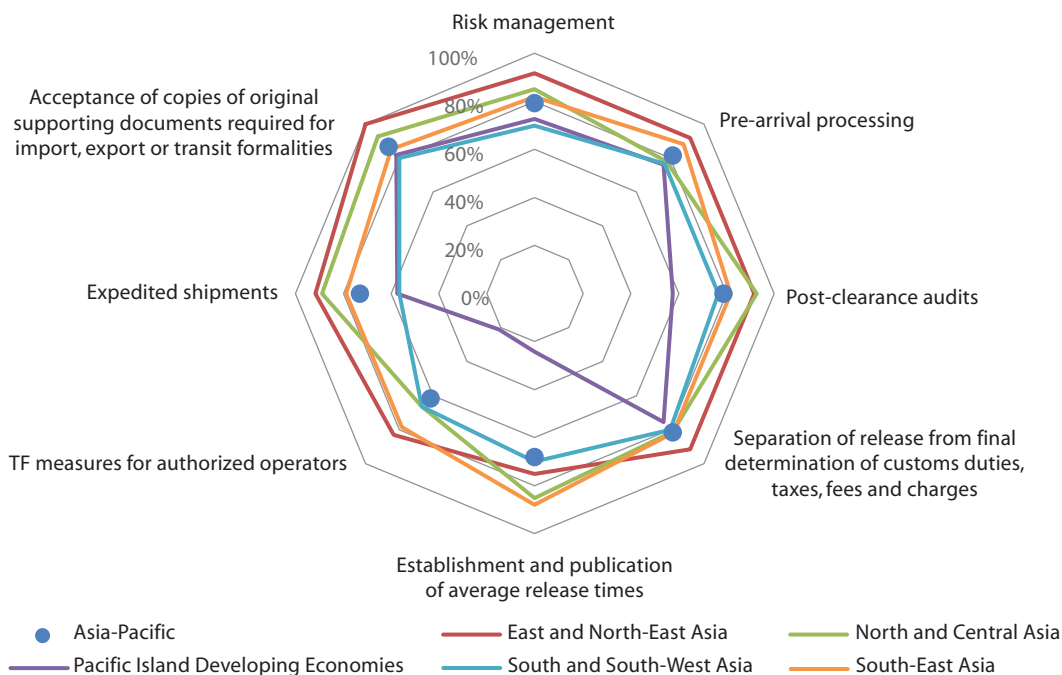 Risk management
100%
80%
60%
40%
20%
0%
Pre-arrival processing
Post-clearance audits
Separation of release from final
determination of customs duties,
taxes, fees and charges
Establishment and publication
of average release times
TF measures for authorized operators
Expedited shipments
Acceptance of copies of original
supporting documents required for
import, export or transit formalities
Asia-Pacific
East and North-East Asia
North and Central Asia
Pacific Island Developing Economies
South and South-West Asia
South-East Asia